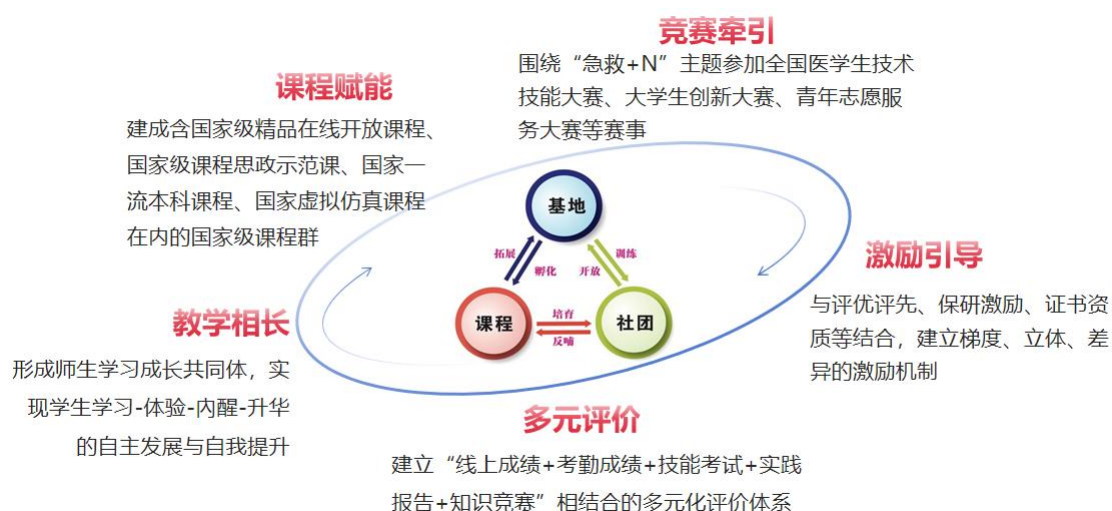 竞赛牵引
围绕“急救+N”主题参加全国医学生技术
技能大赛、大学生创新大赛、青年志愿服
务大赛等赛事
课程赋能
建成含国家级精品在线开放课程、
国家级课程思政示范课、国家一
流本科课程、国家虚拟仿真课程
在内的国家级课程群
基地
拓展
孵化
开放
训练
课程
培育
反哺
社团
激励引导
与评优评先、保研激励、证书资
质等结合，建立梯度、立体、差
异的激励机制
教学相长
形成师生学习成长共同体，实
现学生学习-体验-内醒-升华
的自主发展与自我提升
多元评价
建立“线上成绩+考勤成绩+技能考试+实践
报告+知识竞赛”相结合的多元化评价体系